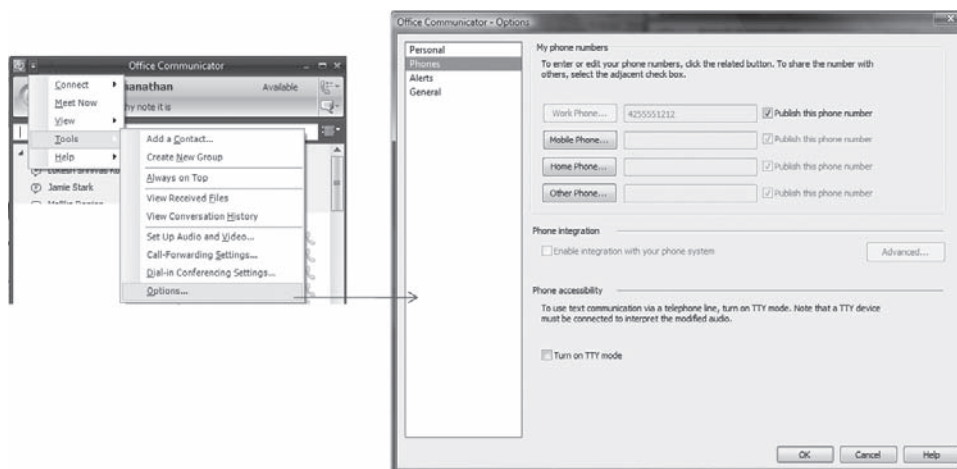 Office Communicator
Connect
Meet Now
View
Tools
Help
Available
hy note it is
Jamie Stark
Add a Contact...
Create New Group
Always on Top
View Received Files
View Conversation History
Set Up Audio and Video...
Call-Forwarding Settings...
Dial-in Conferencing Settings...
Options...
Office Communicator - Options
Personal
Phones
Alerts
General
My phone numbers
To enter or edit your phone numbers, click the related button. To share the number with
others, select the adjacent check box.
Work Phone... 4255551212 Publish this phone number
Mobile Phone... Publish this phone number
Home Phone... Publish this phone number
Other Phone... Publish this phone number
Phone integration
Enable integration with your phone system Advanced...
Phone accessibility
To use text communication via a telephone line, turn on TTY mode. Note that a TTY device
must be connected to interpret the modified audio.
Turn on TTY mode
OK Cancel Help